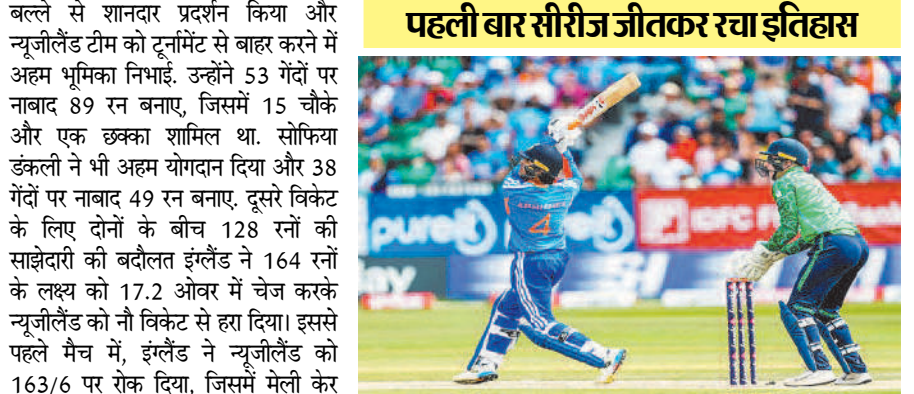 बल्ले से शानदार प्रदर्शन किया और
न्यूजीलैंड टीम को टूर्नामेंट से बाहर करने में
अहम भूमिका निभाई. उन्होंने 53 गेंदों पर
नाबाद 89 रन बनाए, जिसमें 15 चौके
और एक छक्का शामिल था. सोफिया
डंकली ने भी अहम योगदान दिया और 38
गेंदों पर नाबाद 49 रन बनाए. दूसरे विकेट
के लिए दोनों के बीच 128 रनों की
साझेदारी की बदौलत इंग्लैंड ने 164 रनों
के लक्ष्य को 17.2 ओवर में चेज करके
न्यूजीलैंड को नौ विकेट से हरा दिया। इससे
पहले मैच में, इंग्लैंड ने न्यूजीलैंड को
163/6 पर रोक दिया, जिसमें मेली केर
पहली बार सीरीज जीतकर रचा इतिहास
ABHISHEK
4
pure
pure